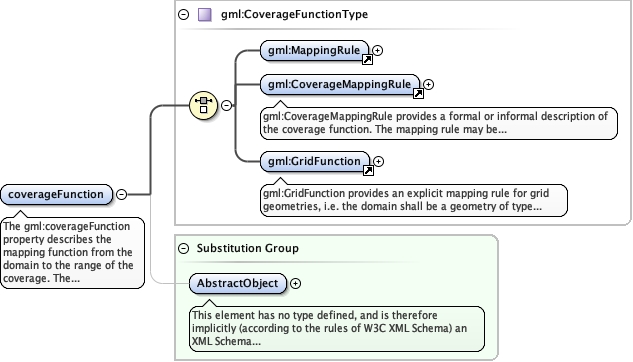 gml:CoverageFunctionType
gml:MappingRule
gml:CoverageMappingRule
gml:CoverageMappingRule provides a formal or informal description
of the coverage function. The mapping rule may be...
gml:GridFunction
gml:GridFunction provides an explicit mapping rule for grid
geometries, i.e. the domain shall be a geometry of type...
coverageFunction
The gml:coverageFunction
property describes the
mapping function from the
domain to the range of the
coverage. The...
Substitution Group
AbstractObject
This element has no type defined, and is therefore
implicitly (according to the rules of W3C XML Schema) an
XML Schema...